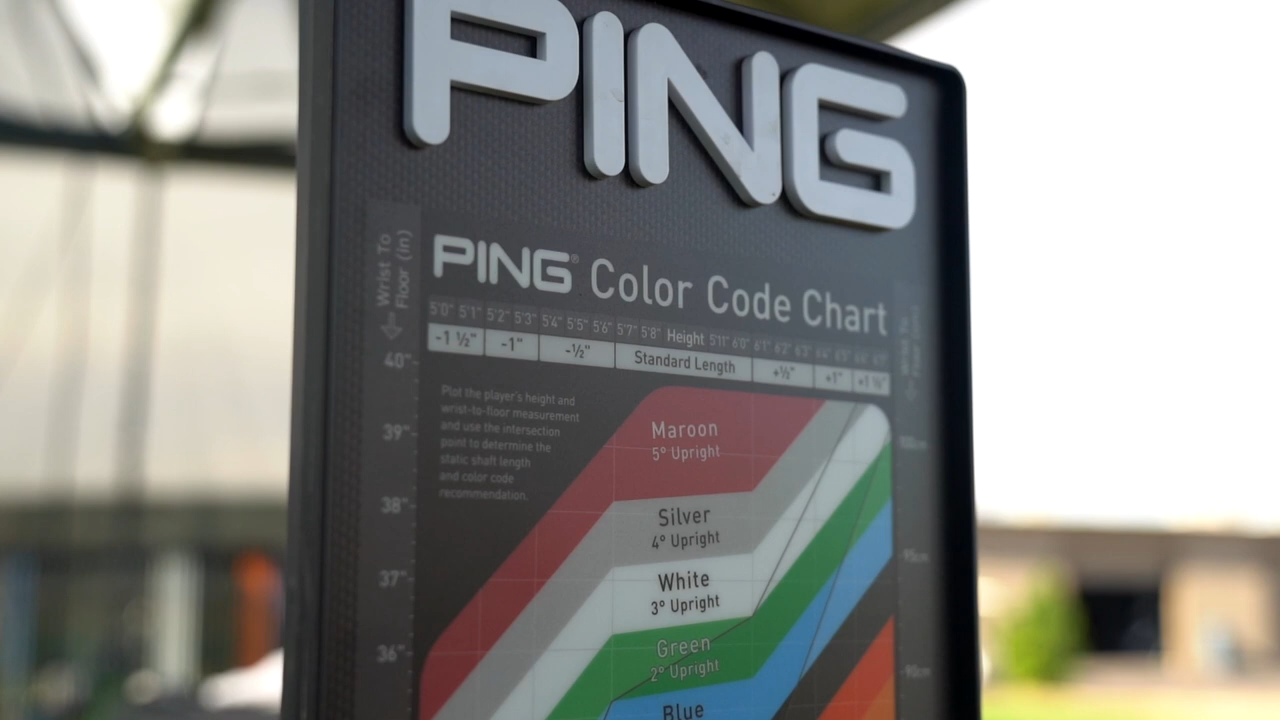 PING
Wrist To
Floor (in)
PING® Color Code Chart
5'0" 5'1" 5'2" 5'3" 5'4" 5'5" 5'6" 5'7" 5'8" Height 5'11" 6'0" 6'1" 6'2" 6'3" 6'4" 6'5" 6'6" 6'7"
-1 ½" -1" -½" Standard Length +½" +1" +1 ½"
40"
Plot the player's height and
wrist-to-floor measurement
and use the intersection
point to determine the
static shaft length
and color code
recommendation.
39"
38"
37"
36"
Maroon
5° Upright
Silver
4° Upright
White
3° Upright
Green
2° Upright
Blue
95cm
90cm